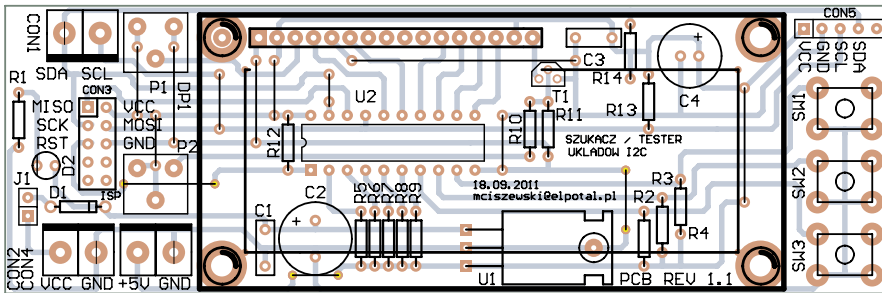 CON1
SDA SCL
P1
DP1
R1
CON3
MISO VCC
SCK MOSI
RST GND
D2
P2
J1
D1
ISP
CON2
CON4
VCC GND
+5V GND
U2
R12
C3
R14
T1
C4
R13
R10
R11
SZUKACZ / TESTER
UKLADOW I2C
18.09.2011
mciszewski@elpotal.pl
C1
C2
R5
R6
R7
R8
R9
U1
R3
R2
R4
PCB REV 1.1
CON5
VCC
GND
SCL
SDA
SW1
SW2
SW3